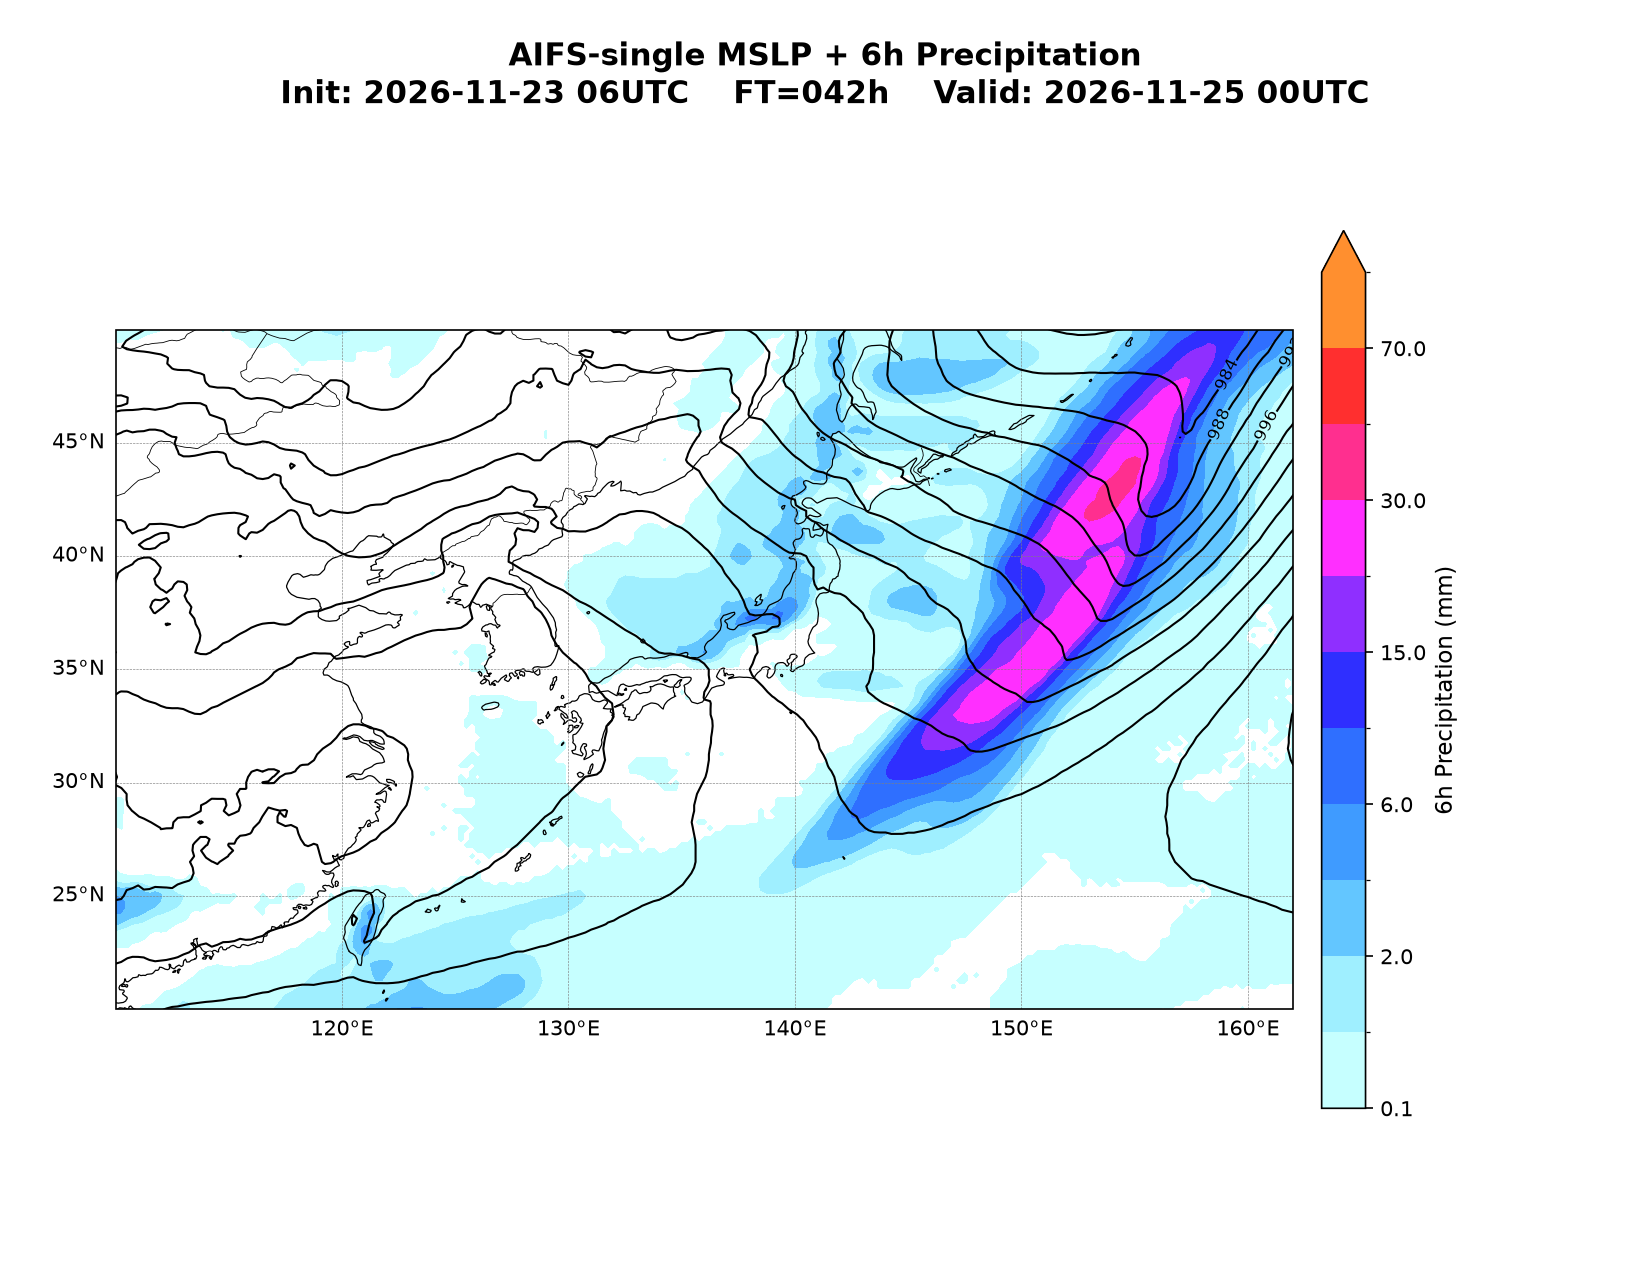 AIFS-single MSLP + 6h Precipitation
Init: 2026-11-23 06UTC    FT=042h    Valid: 2026-11-25 00UTC
984
988
996
45°N
40°N
35°N
30°N
25°N
120°E
130°E
140°E
150°E
160°E
70.0
30.0
15.0
6.0
2.0
0.1
6h Precipitation (mm)